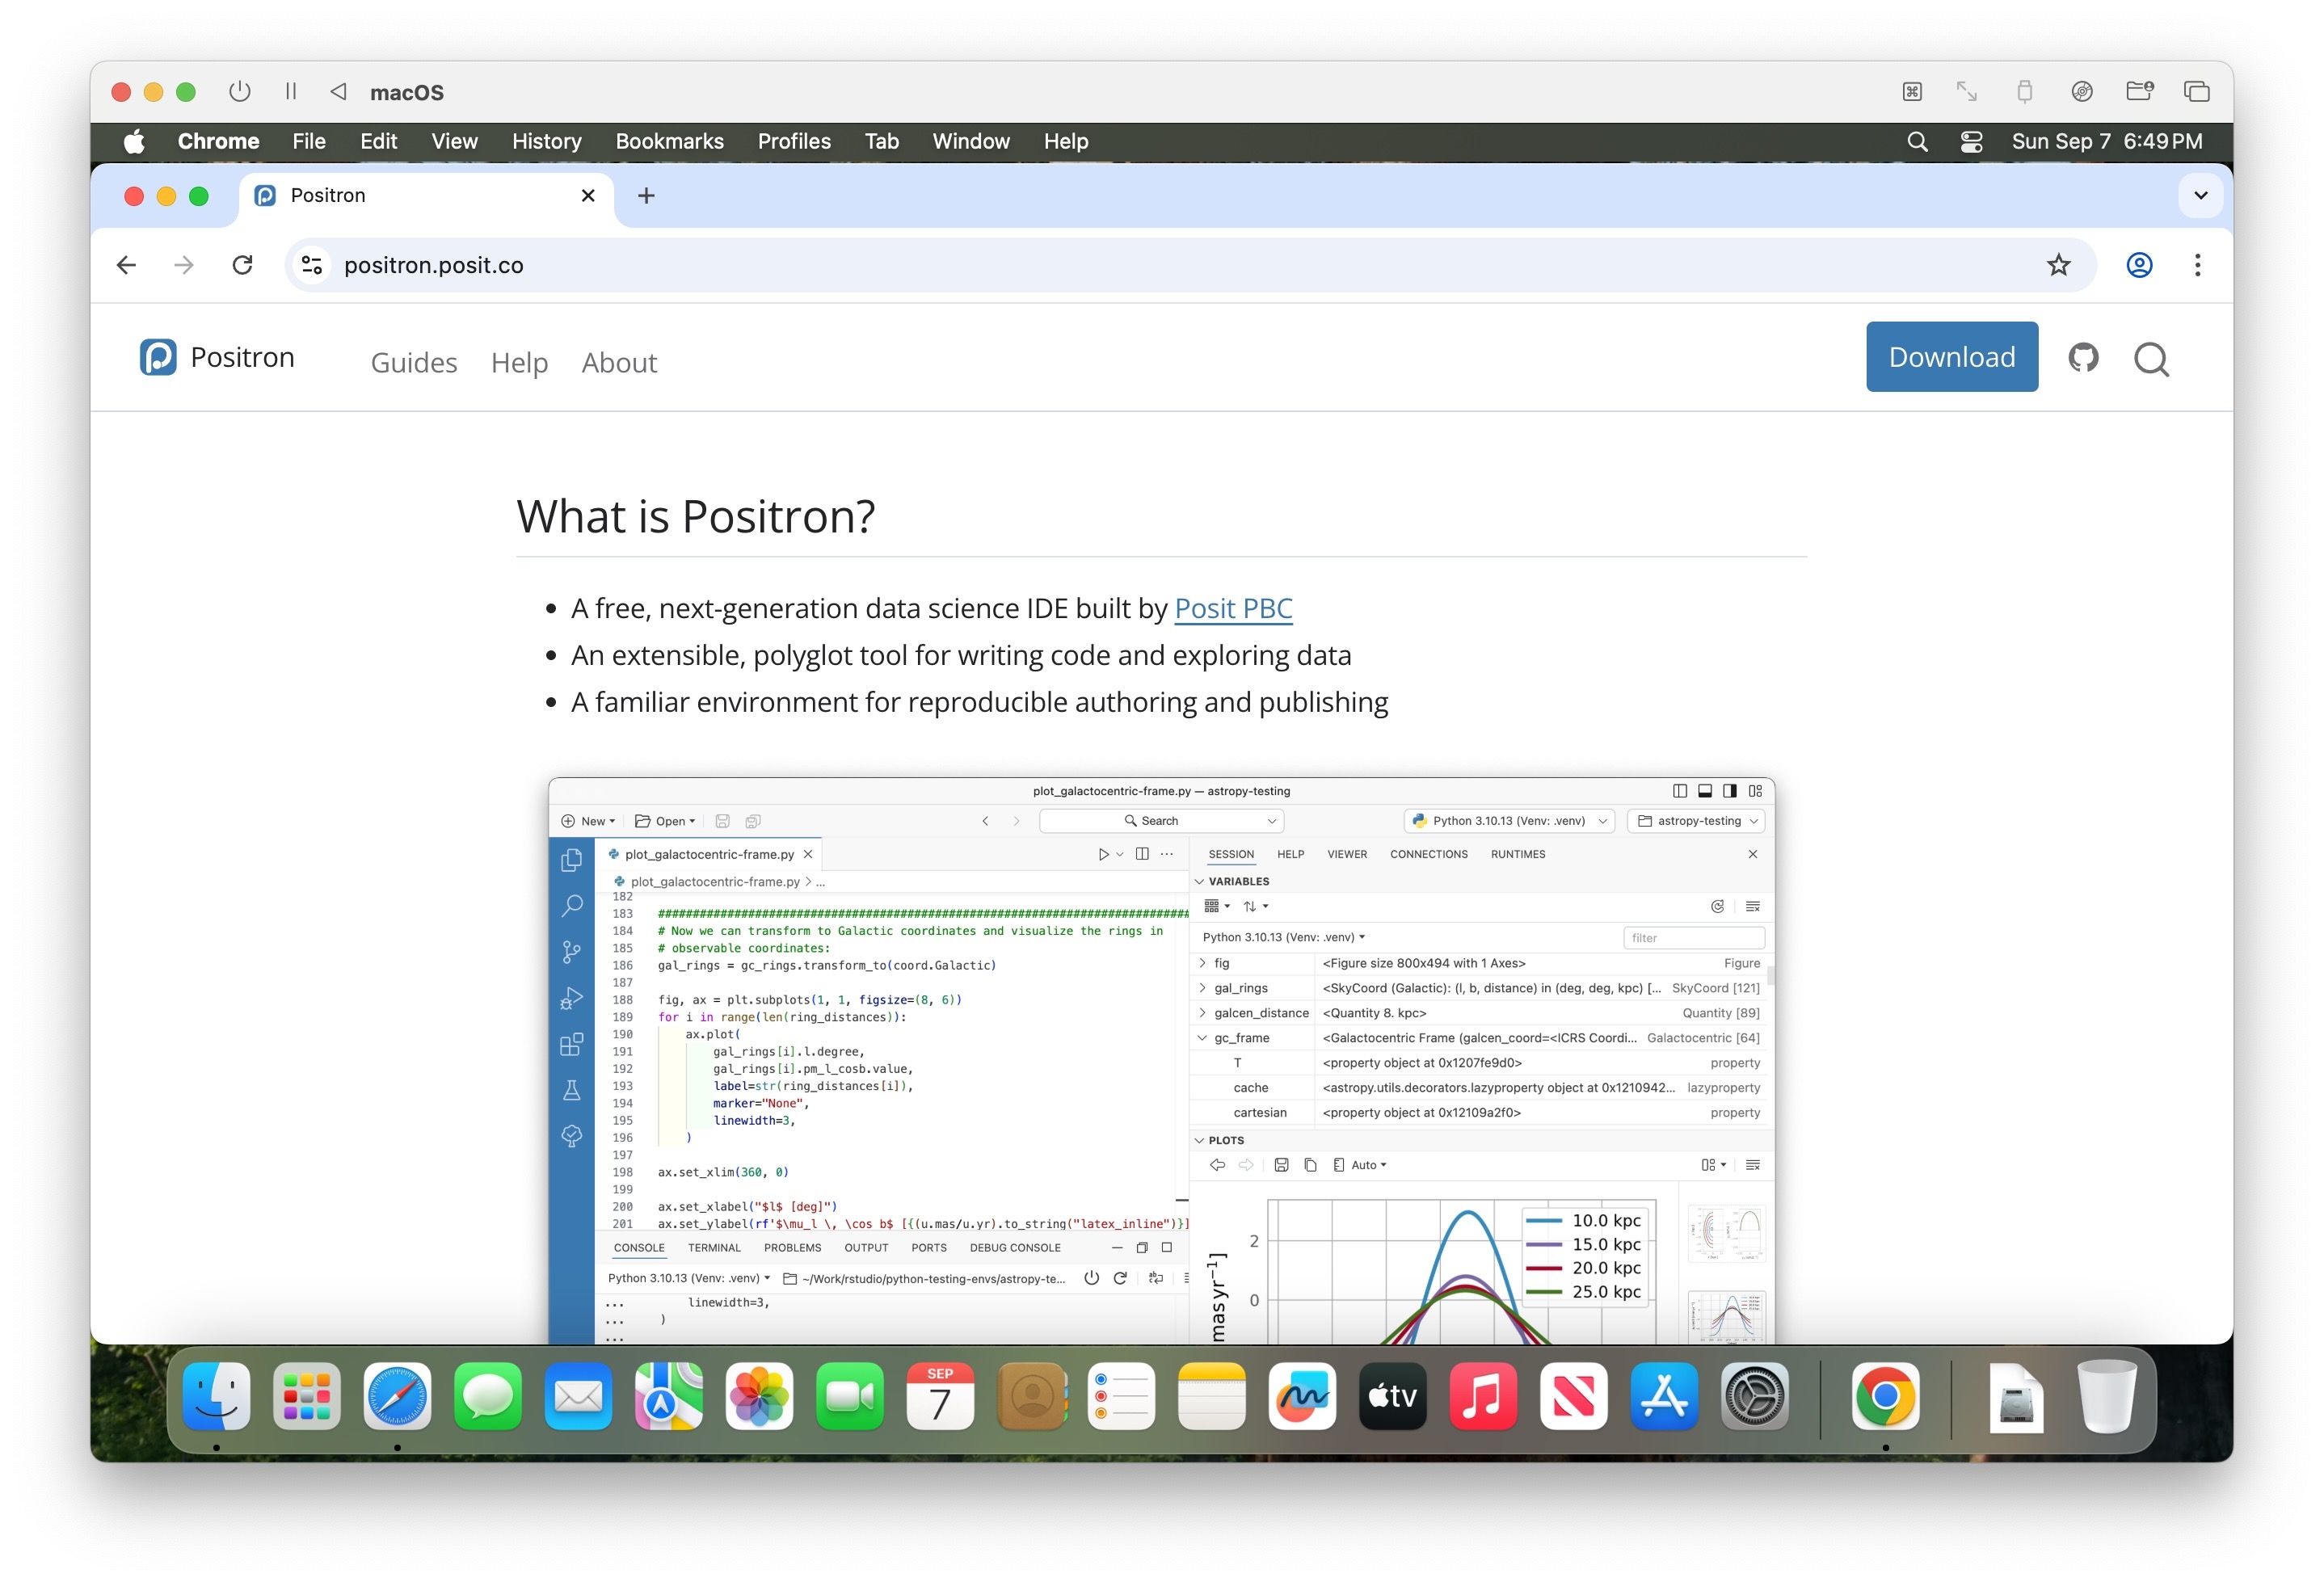 macOS
Chrome File Edit View History Bookmarks Profiles Tab Window Help Sun Sep 7 6:49 PM
Positron
positron.posit.co
Positron Guides Help About Download
What is Positron?
A free, next-generation data science IDE built by Posit PBC
An extensible, polyglot tool for writing code and exploring data
A familiar environment for reproducible authoring and publishing
plot_galactocentric-frame.py — astropy-testing
New Open Search Python 3.10.13 (Venv: .venv) astropy-testing
plot_galactocentric-frame.py
plot_galactocentric-frame.py > ...
182
183 ##############################################################################
184 # Now we can transform to Galactic coordinates and visualize the rings in
185 # observable coordinates:
186 gal_rings = gc_rings.transform_to(coord.Galactic)
187
188 fig, ax = plt.subplots(1, 1, figsize=(8, 6))
189 for i in range(len(ring_distances)):
190 ax.plot(
191 gal_rings[i].l.degree,
192 gal_rings[i].pm_l_cosb.value,
193 label=str(ring_distances[i]),
194 marker="None",
195 linewidth=3,
196 )
197
198 ax.set_xlim(360, 0)
199
200 ax.set_xlabel("$l$ [deg]")
201 ax.set_ylabel(rf'$\mu_l \, \cos b$ [{(u.mas/u.yr).to_string("latex_inline")}]
CONSOLE TERMINAL PROBLEMS OUTPUT PORTS DEBUG CONSOLE
Python 3.10.13 (Venv: .venv) ~/Work/rstudio/python-testing-envs/astropy-te...
... linewidth=3,
... )
...
SESSION HELP VIEWER CONNECTIONS RUNTIMES
VARIABLES
Python 3.10.13 (Venv: .venv) filter
fig <Figure size 800x494 with 1 Axes> Figure
gal_rings <SkyCoord (Galactic): (l, b, distance) in (deg, deg, kpc) [... SkyCoord [121]
galcen_distance <Quantity 8. kpc> Quantity [89]
gc_frame <Galactocentric Frame (galcen_coord=<ICRS Coordi... Galactocentric [64]
T <property object at 0x1207fe9d0> property
cache <astropy.utils.decorators.lazyproperty object at 0x1210942... lazyproperty
cartesian <property object at 0x12109a2f0> property
PLOTS
Auto
10.0 kpc
15.0 kpc
20.0 kpc
25.0 kpc
2
0
mas yr⁻¹]
SEP
7
tv